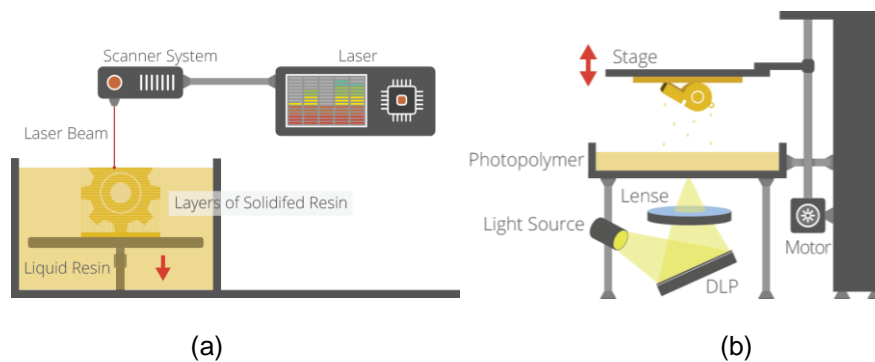 Scanner System
Laser
Laser Beam
Layers of Solidifed Resin
Liquid Resin
(a)
Stage
Photopolymer
Lense
Light Source
Motor
DLP
(b)